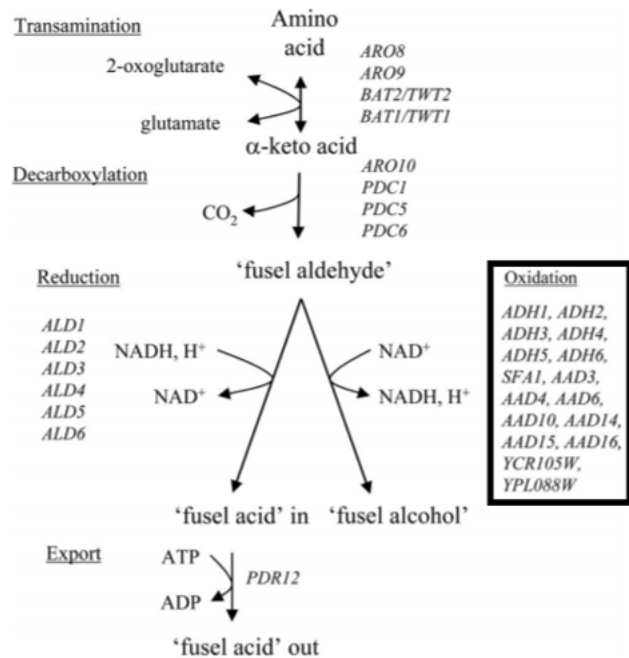 Transamination
Amino
acid
2-oxoglutarate
glutamate
ARO8
ARO9
BAT2/TWT2
BAT1/TWT1
α-keto acid
Decarboxylation
CO₂
ARO10
PDC1
PDC5
PDC6
'fusel aldehyde'
Reduction
ALD1
ALD2
ALD3
ALD4
ALD5
ALD6
NADH, H⁺
NAD⁺
NAD⁺
NADH, H⁺
Oxidation
ADH1, ADH2,
ADH3, ADH4,
ADH5, ADH6,
SFA1, AAD3,
AAD4, AAD6,
AAD10, AAD14,
AAD15, AAD16,
YCR105W,
YPL088W
'fusel acid' in 'fusel alcohol'
Export
ATP
ADP
PDR12
'fusel acid' out